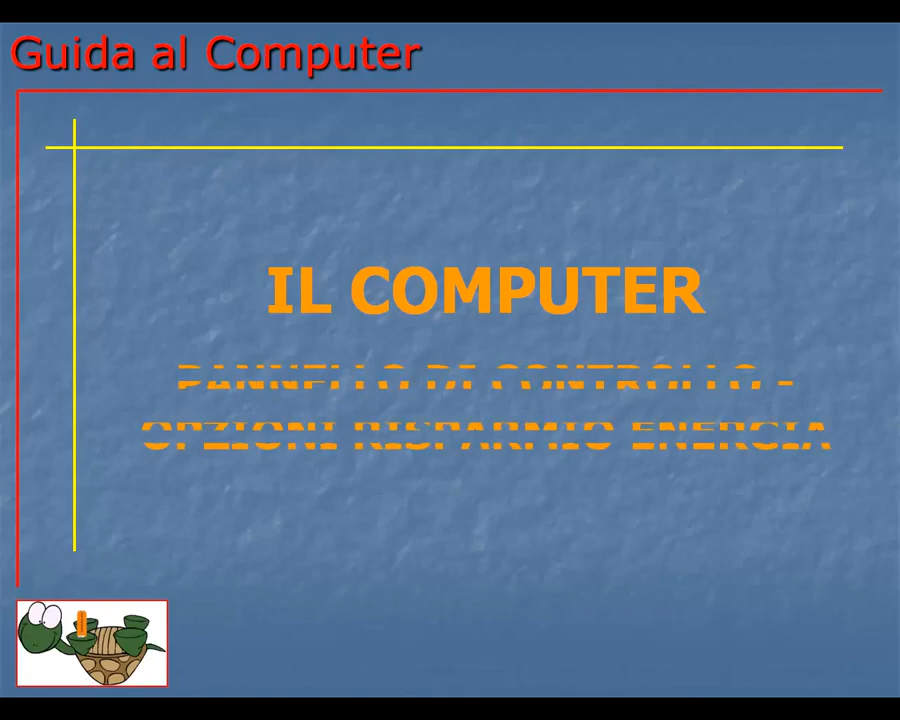 Guida al Computer
IL COMPUTER
PANNELLO DI CONTROLLO -
OPZIONI RISPARMIO ENERGIA